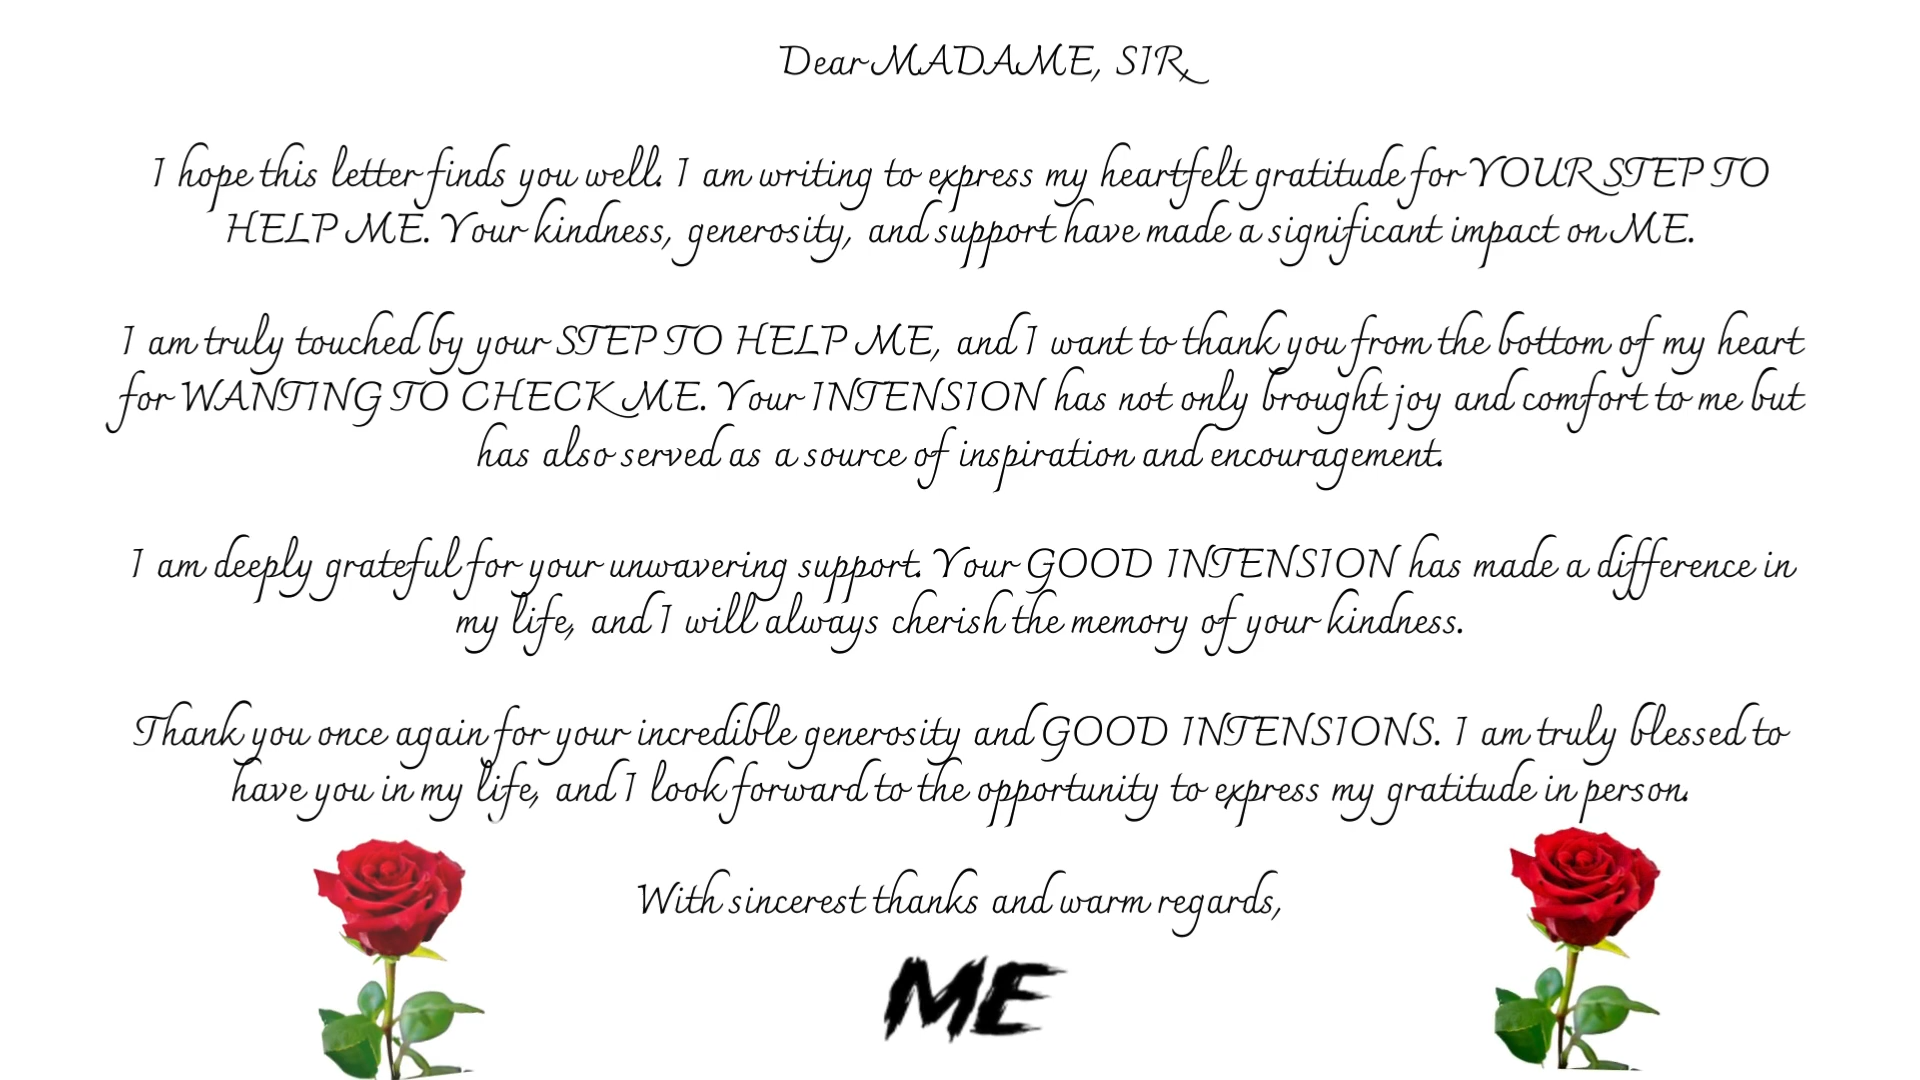 Dear MADAME, SIR,
I hope this letter finds you well. I am writing to express my heartfelt gratitude for YOUR STEP TO
HELP ME. Your kindness, generosity, and support have made a significant impact on ME.
I am truly touched by your STEP TO HELP ME, and I want to thank you from the bottom of my heart
for WANTING TO CHECK ME. Your INTENSION has not only brought joy and comfort to me but
has also served as a source of inspiration and encouragement.
I am deeply grateful for your unwavering support. Your GOOD INTENSION has made a difference in
my life, and I will always cherish the memory of your kindness.
Thank you once again for your incredible generosity and GOOD INTENSIONS. I am truly blessed to
have you in my life, and I look forward to the opportunity to express my gratitude in person.
With sincerest thanks and warm regards,
ME